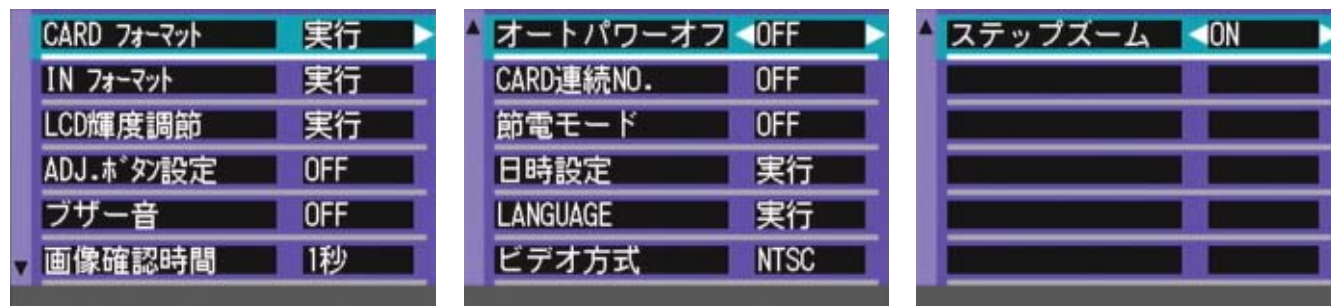 CARD フォーマット 実行
IN フォーマット 実行
LCD輝度調節 実行
ADJ.ボタン設定 OFF
ブザー音 OFF
画像確認時間 1秒
オートパワーオフ OFF
CARD連続NO. OFF
節電モード OFF
日時設定 実行
LANGUAGE 実行
ビデオ方式 NTSC
ステップズーム ON